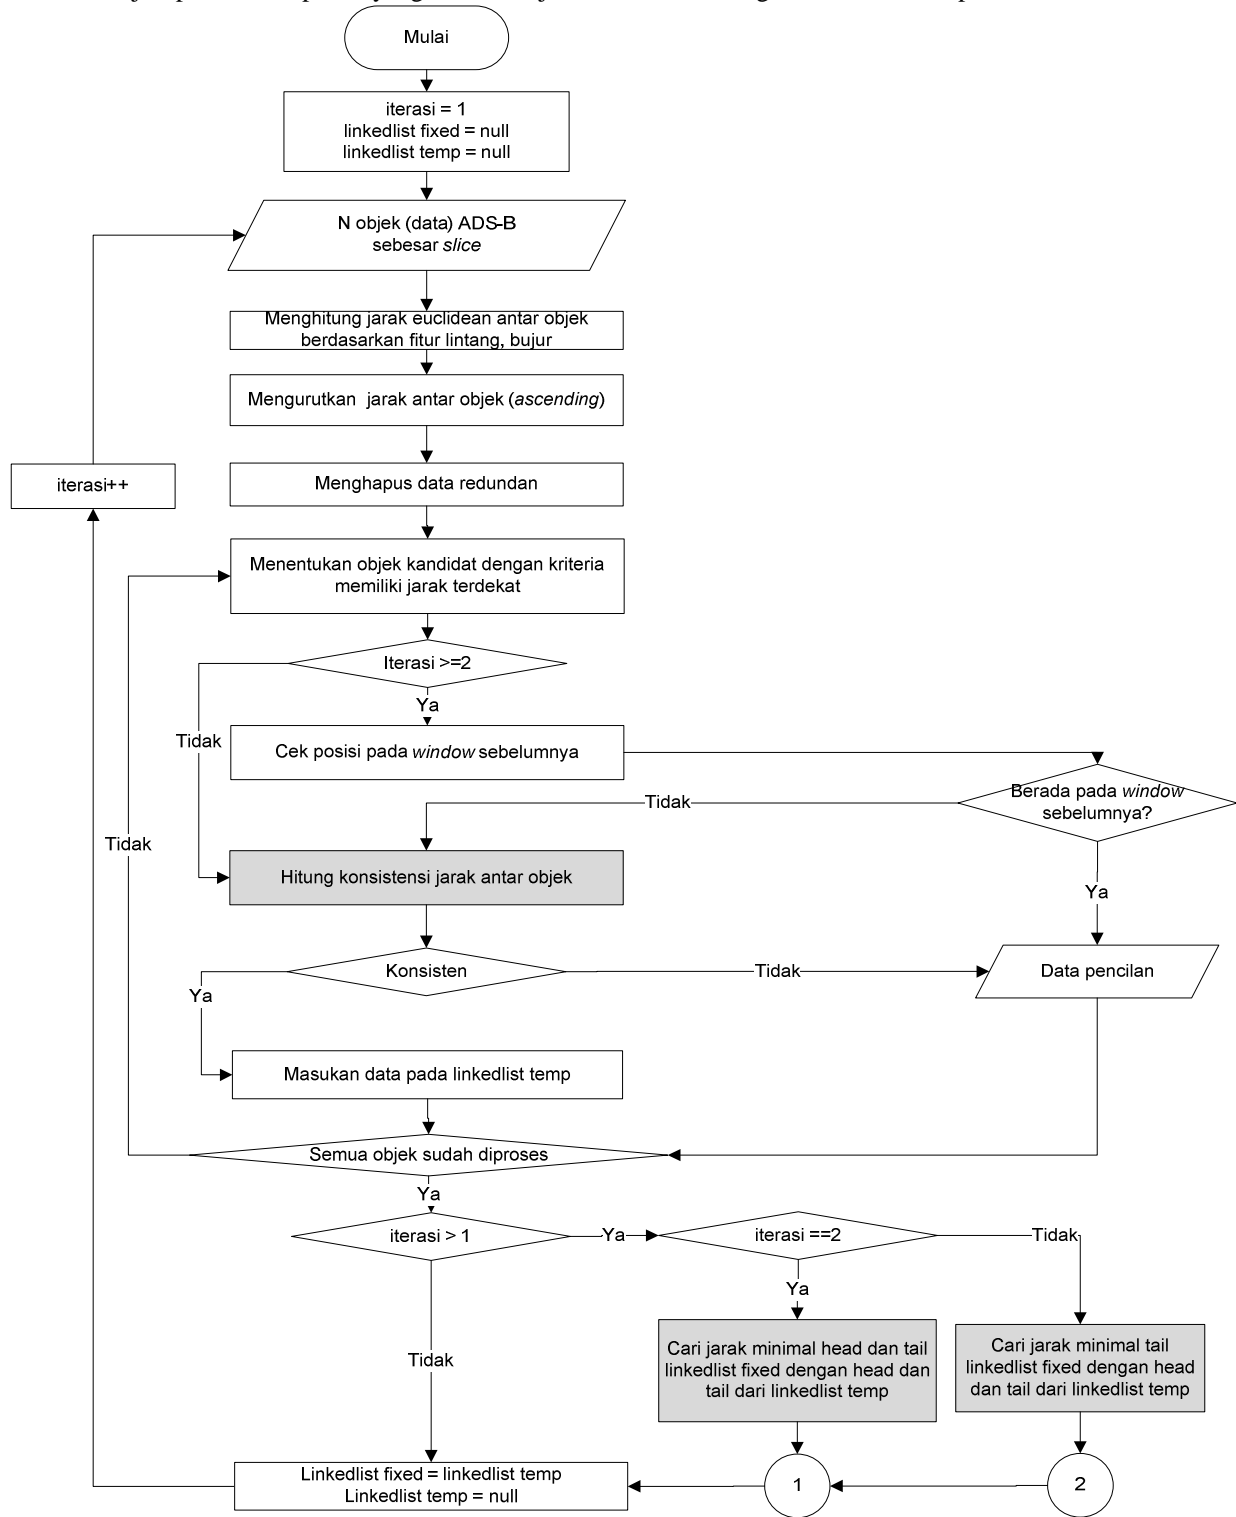 Mulai
iterasi = 1
linkedlist fixed = null
linkedlist temp = null
N objek (data) ADS-B
sebesar slice
Menghitung jarak euclidean antar objek
berdasarkan fitur lintang, bujur
Mengurutkan jarak antar objek (ascending)
iterasi++
Menghapus data redundan
Menentukan objek kandidat dengan kriteria
memiliki jarak terdekat
Iterasi >=2
Ya
Tidak
Cek posisi pada window sebelumnya
Berada pada window
sebelumnya?
Tidak
Tidak
Hitung konsistensi jarak antar objek
Ya
Konsisten
Tidak
Data pencilan
Ya
Masukan data pada linkedlist temp
Semua objek sudah diproses
Ya
iterasi > 1
Ya
iterasi ==2
Tidak
Ya
Tidak
Cari jarak minimal head dan tail
linkedlist fixed dengan head dan
tail dari linkedlist temp
Cari jarak minimal tail
linkedlist fixed dengan head
dan tail dari linkedlist temp
Linkedlist fixed = linkedlist temp
Linkedlist temp = null
1
2